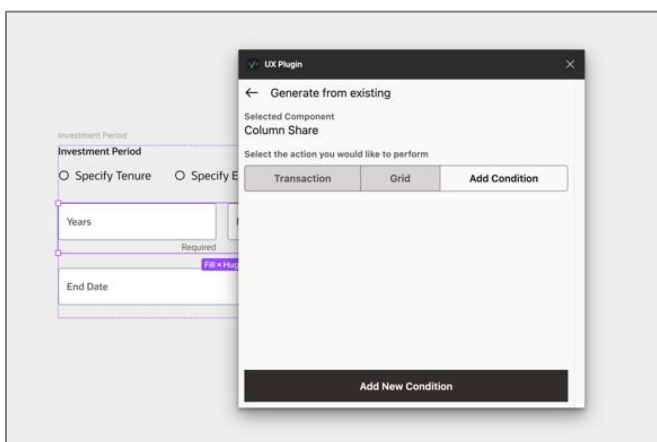 UX Plugin
Generate from existing
Selected Component
Column Share
Select the action you would like to perform
Transaction Grid Add Condition
Add New Condition
Investment Period
Investment Period
Specify Tenure Specify E
Years
Required
Fill × Hug
End Date